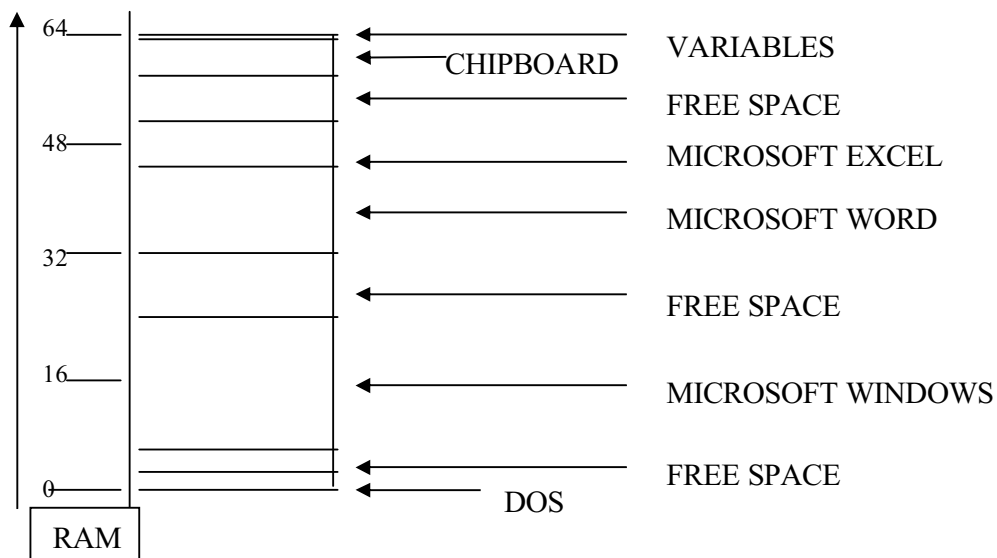 64
VARIABLES
CHIPBOARD
FREE SPACE
48
MICROSOFT EXCEL
MICROSOFT WORD
32
FREE SPACE
16
MICROSOFT WINDOWS
FREE SPACE
0
DOS
RAM